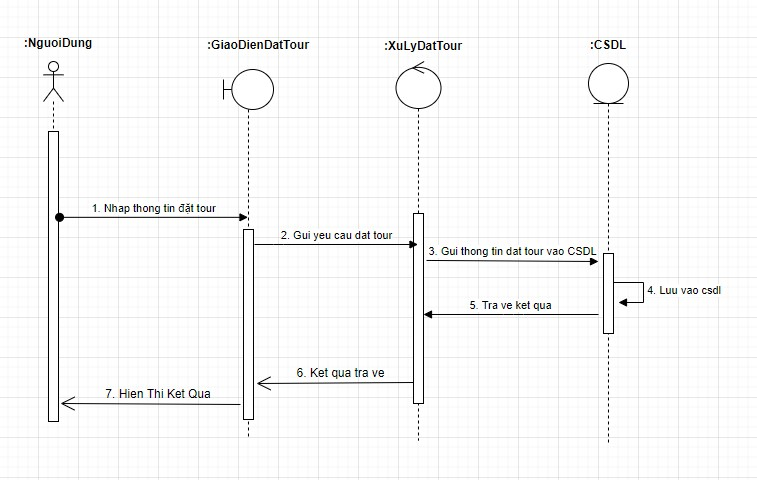 :NguoiDung
:GiaoDienDatTour
:XuLyDatTour
:CSDL
1. Nhap thong tin đặt tour
2. Gui yeu cau dat tour
3. Gui thong tin dat tour vao CSDL
4. Luu vao csdl
5. Tra ve ket qua
6. Ket qua tra ve
7. Hien Thi Ket Qua